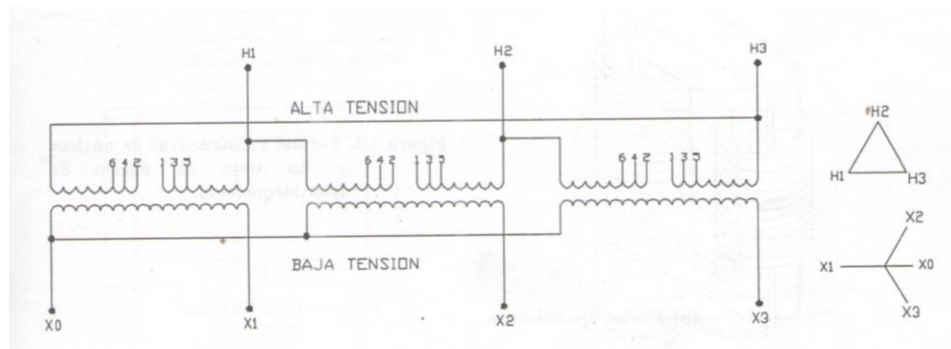 H1
H2
H3
ALTA TENSION
H2
6 4 2 1 3 5
6 4 2 1 3 5
6 4 2 1 3 5
H1
H3
X2
BAJA TENSION
X1
X0
X3
X0
X1
X2
X3